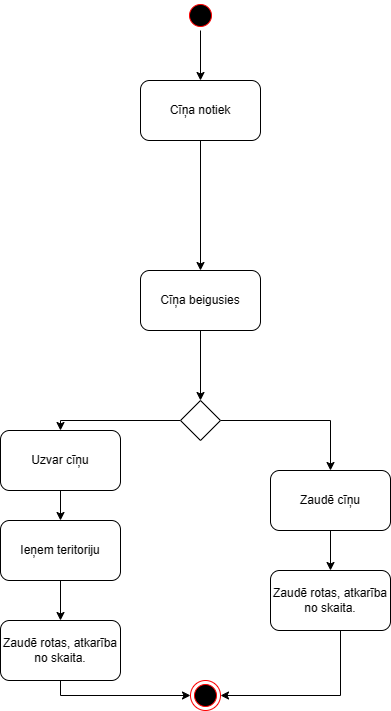 Cīņa notiek
Cīņa beigusies
Uzvar cīņu
Ieņem teritoriju
Zaudē rotas, atkarība
no skaita.
Zaudē cīņu
Zaudē rotas, atkarība
no skaita.